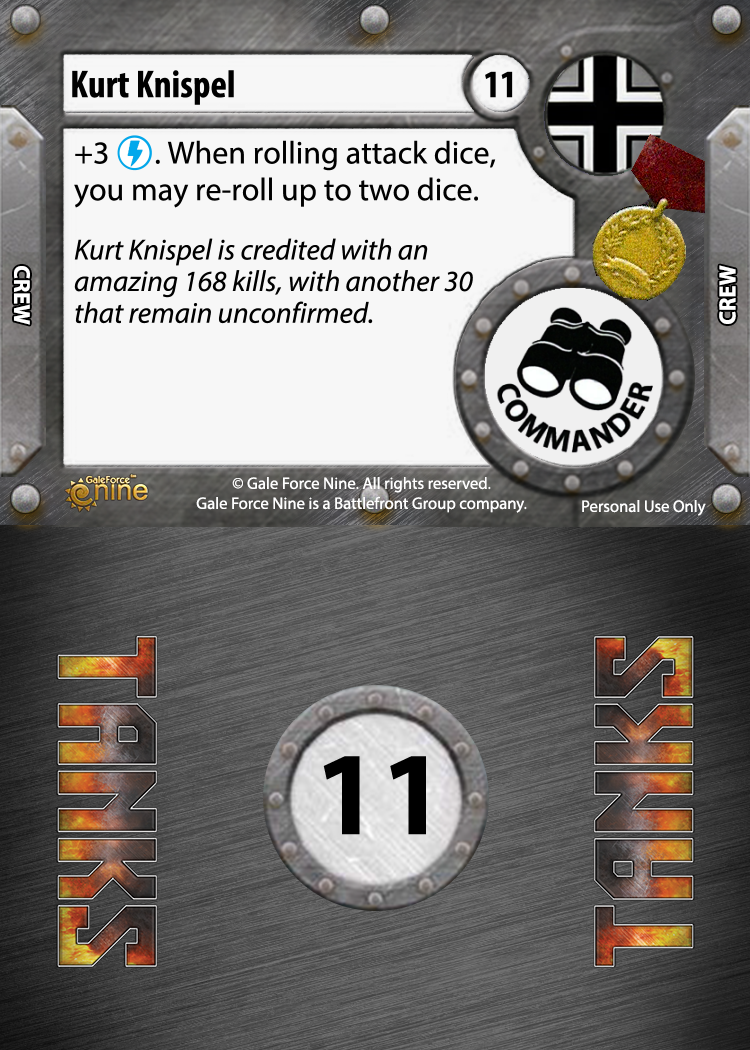 Kurt Knispel
11
+3 . When rolling attack dice,
you may re-roll up to two dice.
Kurt Knispel is credited with an
amazing 168 kills, with another 30
that remain unconfirmed.
CREW
CREW
COMMANDER
GaleForce™
nine
© Gale Force Nine. All rights reserved.
Gale Force Nine is a Battlefront Group company.
Personal Use Only
TANKS
11
TANKS